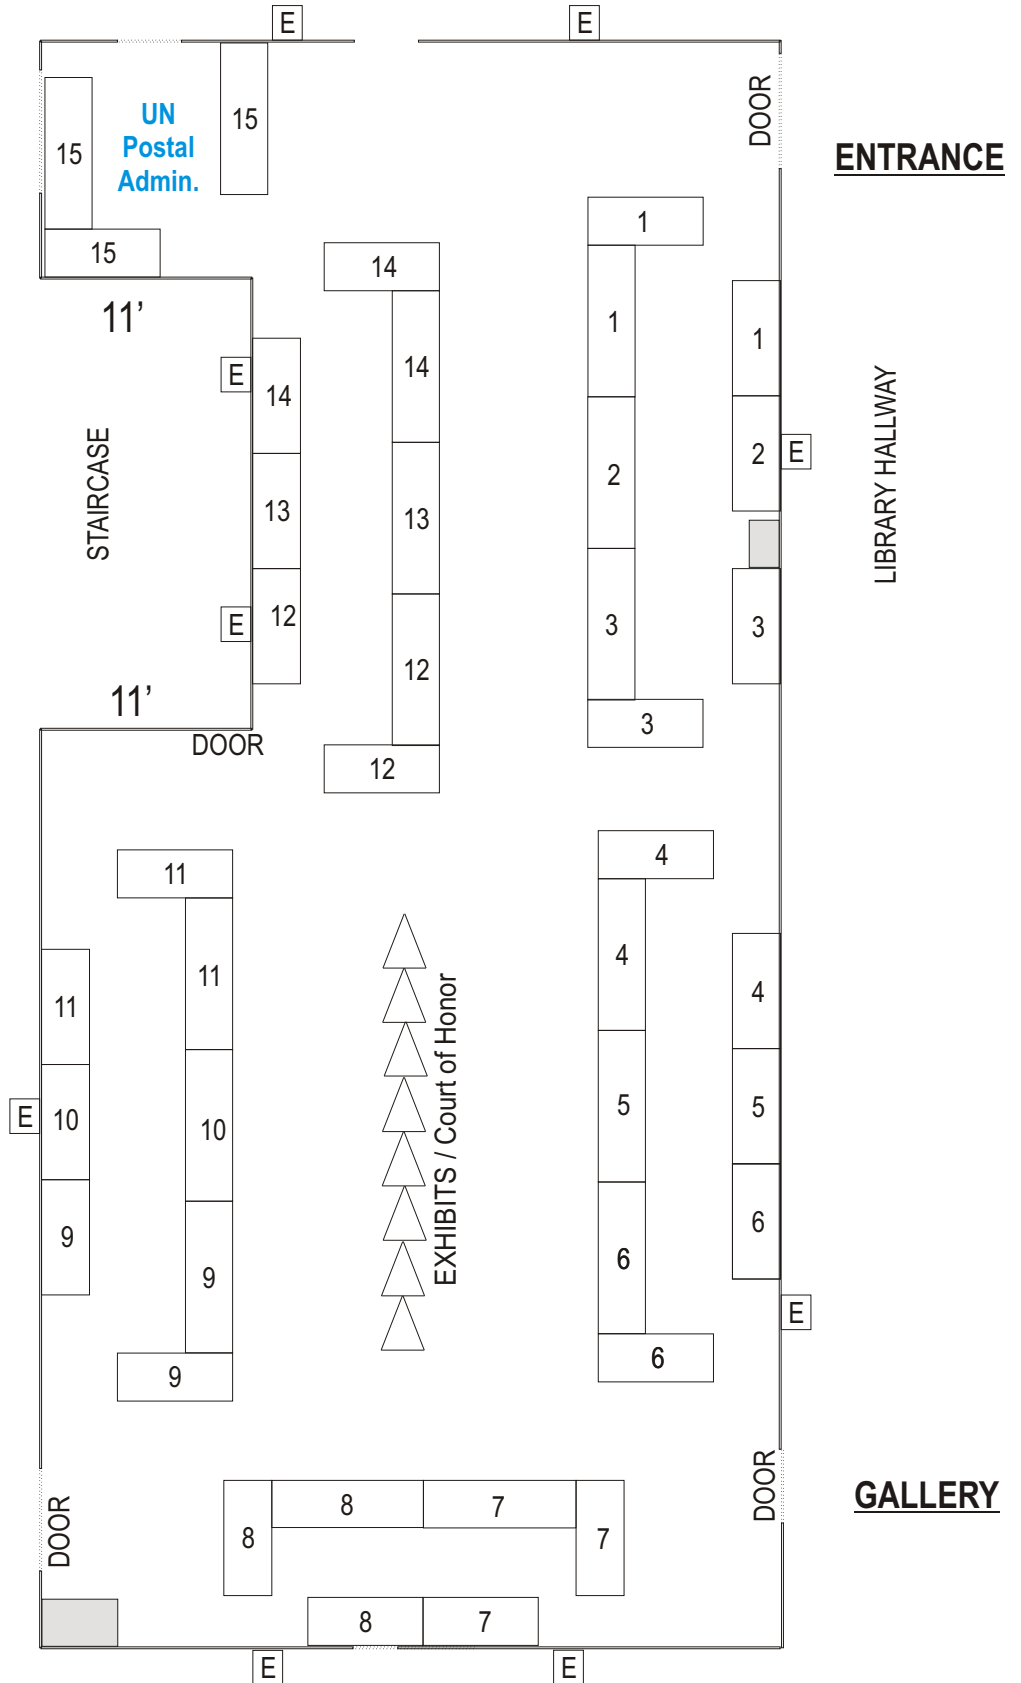 E
E
15
UN
Postal
Admin.
15
DOOR
ENTRANCE
15
1
14
11’
1
1
14
E
14
2
E
STAIRCASE
LIBRARY HALLWAY
13
13
2
12
E
3
3
12
11’
3
DOOR
12
4
11
4
4
11
11
EXHIBITS / Court of Honor
E
10
10
5
5
9
6
6
9
E
6
9
DOOR
GALLERY
DOOR
8
7
8
7
8
7
E
E